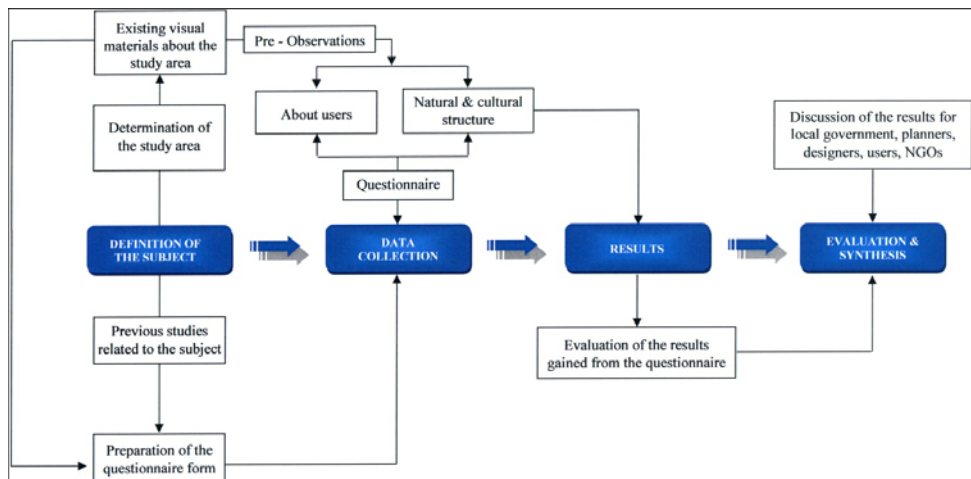 Existing visual
materials about the
study area
Pre - Observations
About users
Natural & cultural
structure
Determination of
the study area
Discussion of the results for
local government, planners,
designers, users, NGOs
Questionnaire
DEFINITION OF
THE SUBJECT
DATA
COLLECTION
RESULTS
EVALUATION &
SYNTHESIS
Previous studies
related to the subject
Evaluation of the results
gained from the questionnaire
Preparation of the
questionnaire form